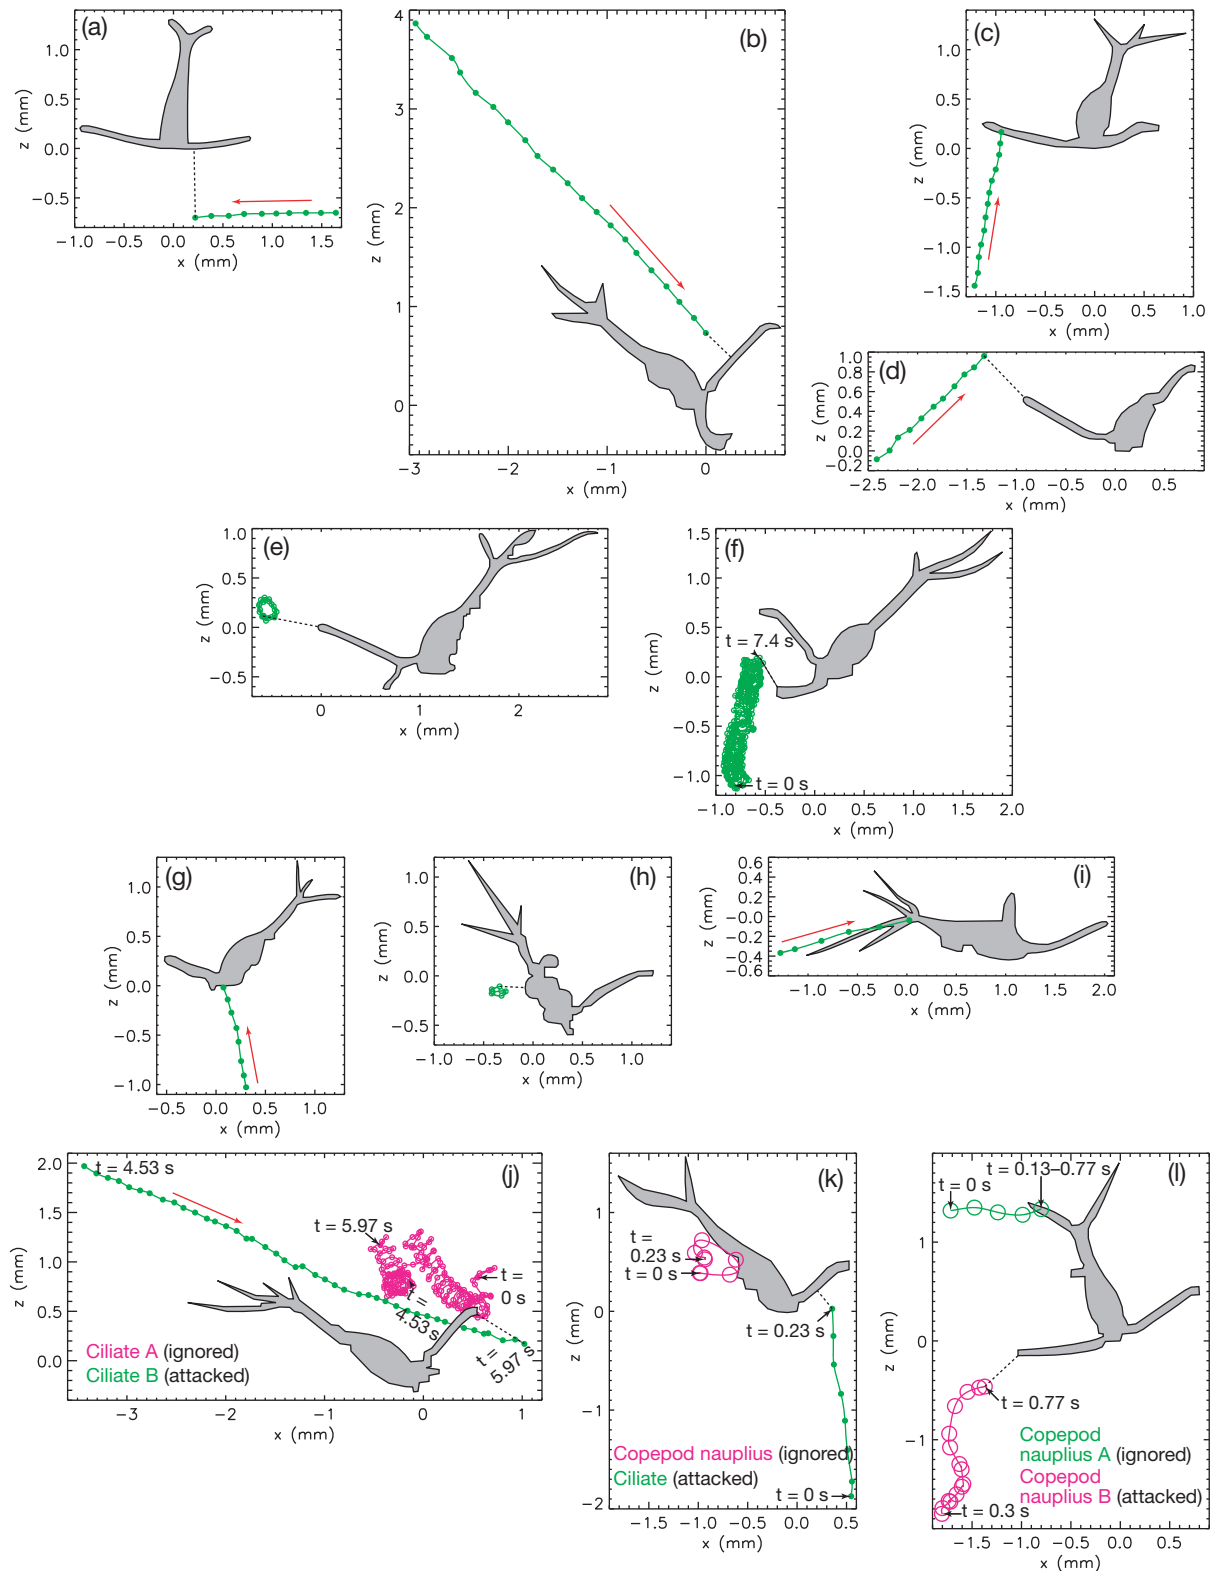 (a)
1.0
0.5
0.0
−0.5
z (mm)
−1.0 −0.5 0.0 0.5 1.0 1.5
x (mm)
(b)
4
3
2
1
0
z (mm)
−3 −2 −1 0
x (mm)
(c)
1.0
0.5
0.0
−0.5
−1.0
−1.5
z (mm)
−1.0 −0.5 0.0 0.5 1.0
x (mm)
(d)
1.0
0.8
0.6
0.4
0.2
0.0
−0.2
z (mm)
−2.5 −2.0 −1.5 −1.0 −0.5 0.0 0.5
x (mm)
(e)
1.0
0.5
0.0
−0.5
z (mm)
0 1 2
x (mm)
(f)
1.5
1.0
0.5
0.0
−0.5
−1.0
z (mm)
t = 7.4 s
t = 0 s
−1.0 −0.5 0.0 0.5 1.0 1.5 2.0
x (mm)
(g)
1.0
0.5
0.0
−0.5
−1.0
z (mm)
−0.5 0.0 0.5 1.0
x (mm)
(h)
1.0
0.5
0.0
−0.5
z (mm)
−1.0 −0.5 0.0 0.5 1.0
x (mm)
(i)
0.6
0.4
0.2
−0.0
−0.2
−0.4
−0.6
z (mm)
−1.0 −0.5 0.0 0.5 1.0 1.5 2.0
x (mm)
(j)
2.0
1.5
1.0
0.5
0.0
z (mm)
t = 4.53 s
t = 5.97 s
t =
0 s
t =
4.53 s
t =
5.97 s
Ciliate A (ignored)
Ciliate B (attacked)
−3 −2 −1 0 1
x (mm)
(k)
1
0
−1
−2
z (mm)
t =
0.23 s
t = 0 s
t = 0.23 s
Copepod nauplius (ignored)
Ciliate (attacked)
t = 0 s
−1.5 −1.0 −0.5 0.0 0.5
x (mm)
(l)
1
0
−1
z (mm)
t = 0.13–0.77 s
t = 0 s
t = 0.77 s
Copepod
nauplius A (ignored)
Copepod
nauplius B (attacked)
t = 0.3 s
−1.5 −1.0 −0.5 0.0 0.5
x (mm)